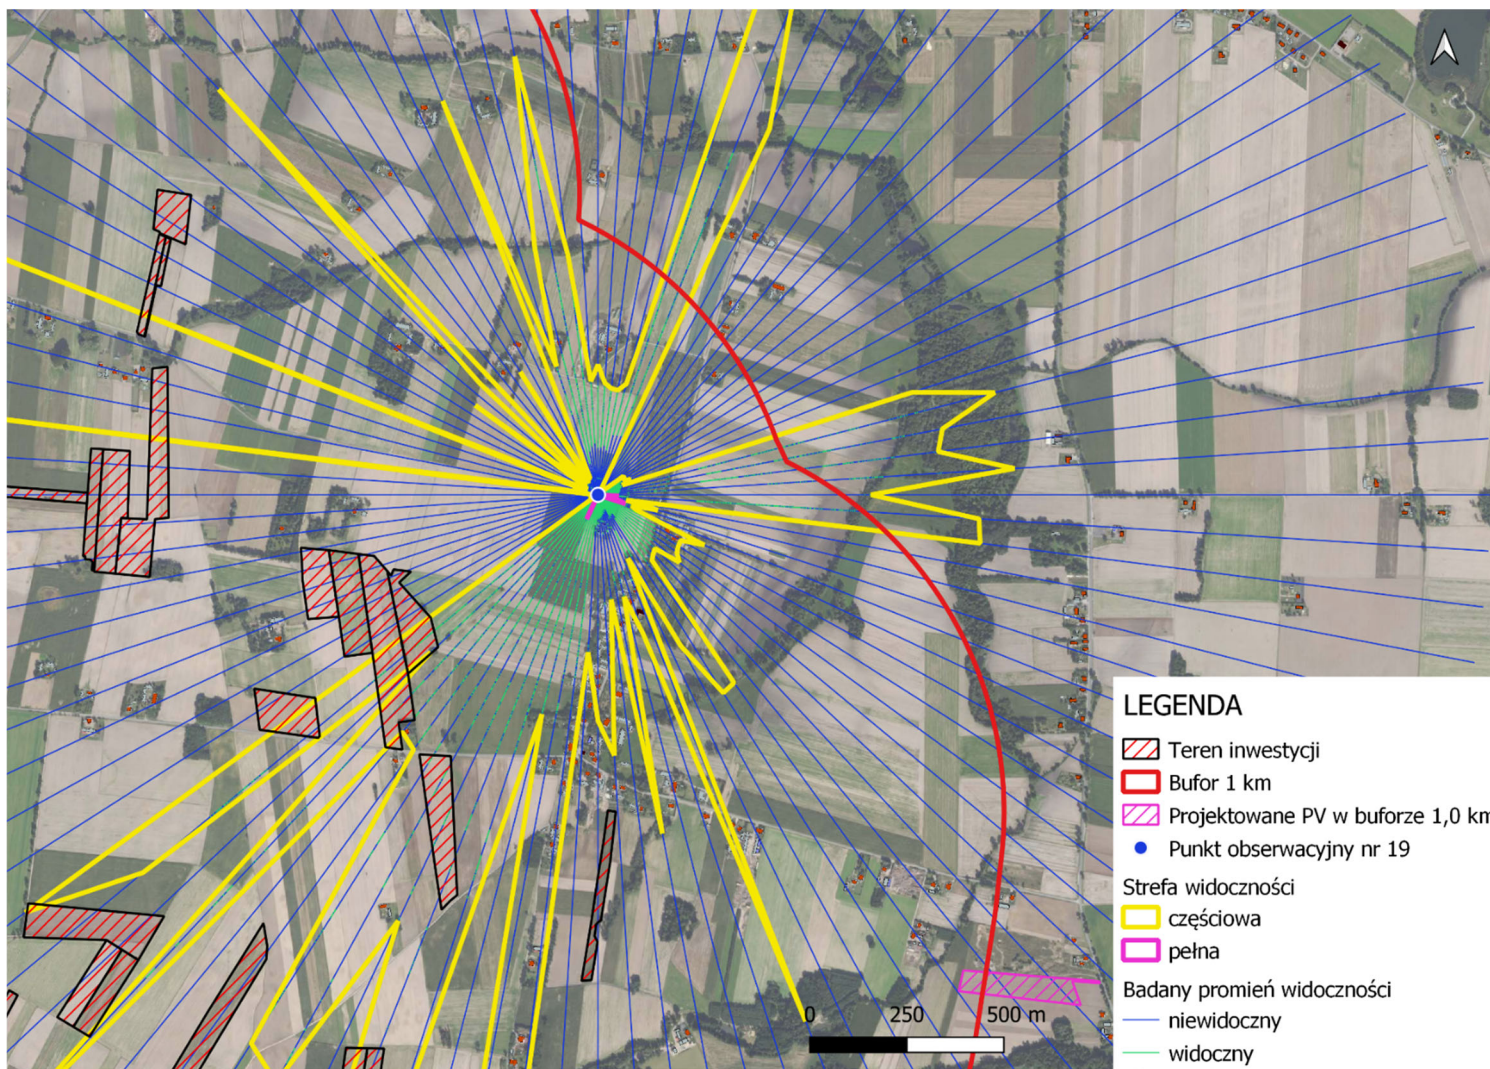 LEGENDA
Teren inwestycji
Bufor 1 km
Projektowane PV w buforze 1,0 km
Punkt obserwacyjny nr 19
Strefa widoczności
częściowa
pełna
Badany promień widoczności
niewidoczny
widoczny
0 250 500 m